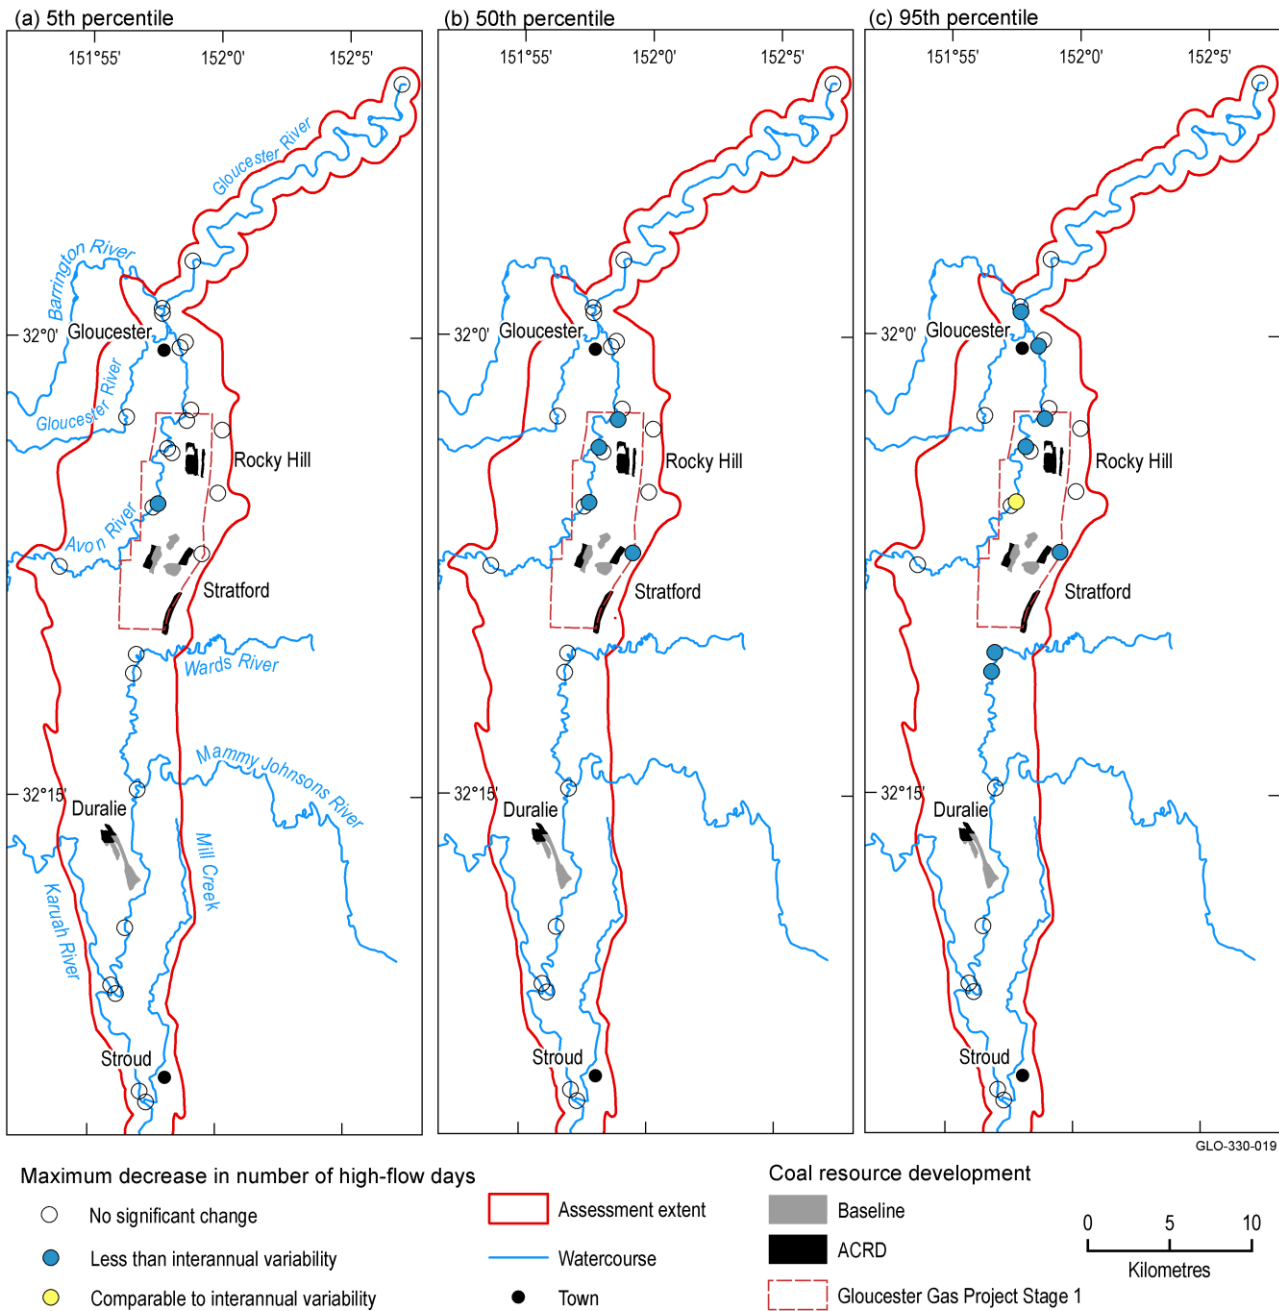 (a) 5th percentile
(b) 50th percentile
(c) 95th percentile
151°55'
152°0'
152°5'
151°55'
152°0'
152°5'
151°55'
152°0'
152°5'
Gloucester River
Barrington River
32°0'
Gloucester
Gloucester River
Rocky Hill
Avon River
Stratford
Wards River
Mammy Johnsons River
32°15'
Duralie
Mill Creek
Karuah River
Stroud
32°0'
Gloucester
Rocky Hill
Stratford
32°15'
Duralie
Stroud
32°0'
Gloucester
Rocky Hill
Stratford
32°15'
Duralie
Stroud
GLO-330-019
Maximum decrease in number of high-flow days
No significant change
Less than interannual variability
Comparable to interannual variability
Assessment extent
Watercourse
Town
Coal resource development
Baseline
ACRD
Gloucester Gas Project Stage 1
0
5
10
Kilometres